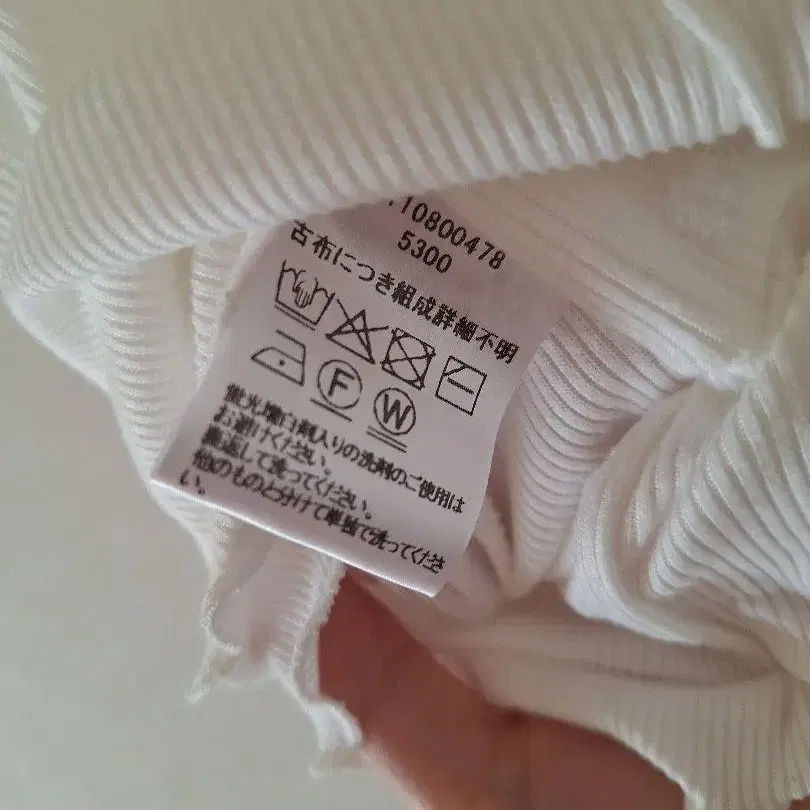 10800478
5300
古布につき組成詳細不明
F W
蛍光増白剤入りの洗剤のご使用は
お避けください。
裏返して洗ってください。
他のものと分けて単独で洗ってくださ
い。